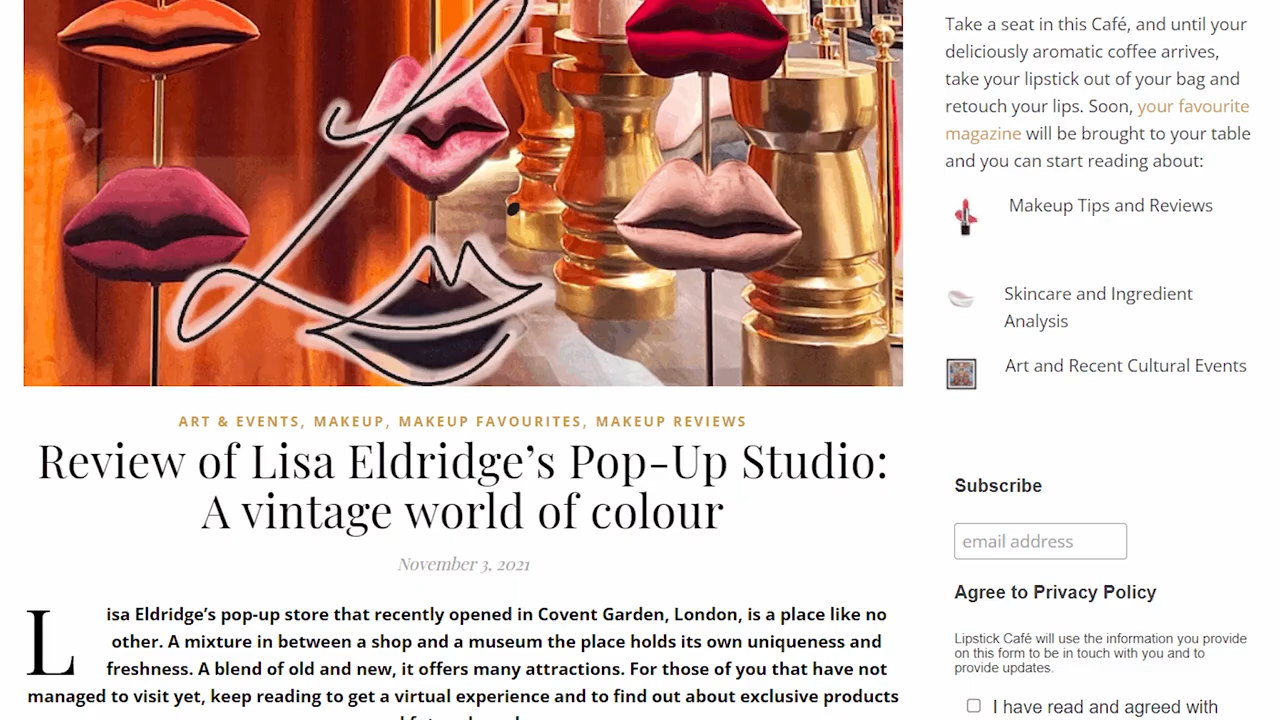 ART & EVENTS, MAKEUP, MAKEUP FAVOURITES, MAKEUP REVIEWS
Review of Lisa Eldridge’s Pop-Up Studio:
A vintage world of colour
November 3, 2021
Lisa Eldridge’s pop-up store that recently opened in Covent Garden, London, is a place like no
other. A mixture in between a shop and a museum the place holds its own uniqueness and
freshness. A blend of old and new, it offers many attractions. For those of you that have not
managed to visit yet, keep reading to get a virtual experience and to find out about exclusive products
Take a seat in this Café, and until your
deliciously aromatic coffee arrives,
take your lipstick out of your bag and
retouch your lips. Soon, your favourite
magazine will be brought to your table
and you can start reading about:
Makeup Tips and Reviews
Skincare and Ingredient
Analysis
Art and Recent Cultural Events
Subscribe
email address
Agree to Privacy Policy
Lipstick Café will use the information you provide
on this form to be in touch with you and to
provide updates.
I have read and agreed with